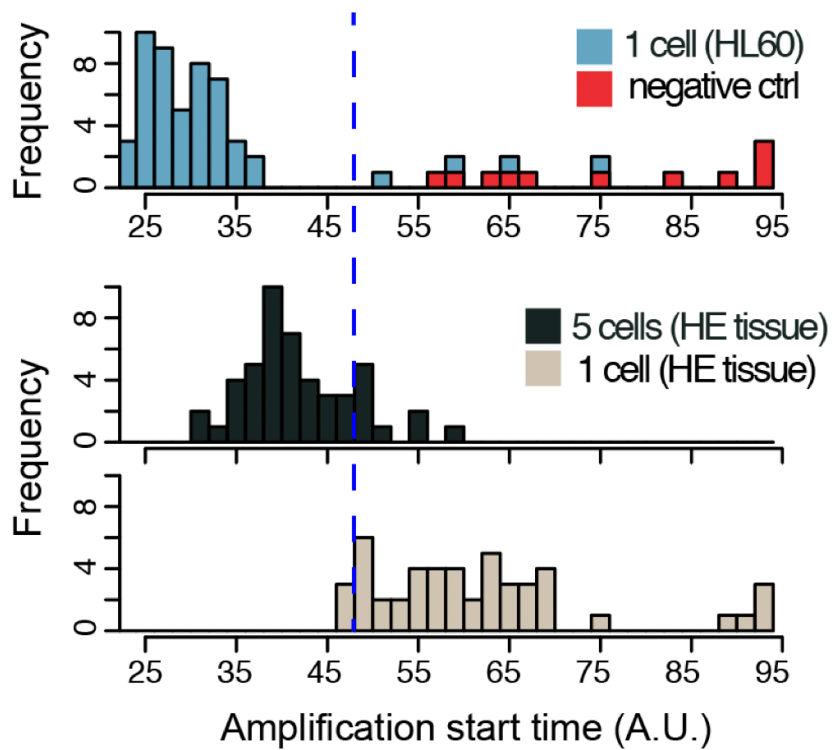 Frequency
8
4
0
1 cell (HL60)
negative ctrl
25 35 45 55 65 75 85 95
Frequency
8
4
0
5 cells (HE tissue)
1 cell (HE tissue)
8
4
0
25 35 45 55 65 75 85 95
Amplification start time (A.U.)